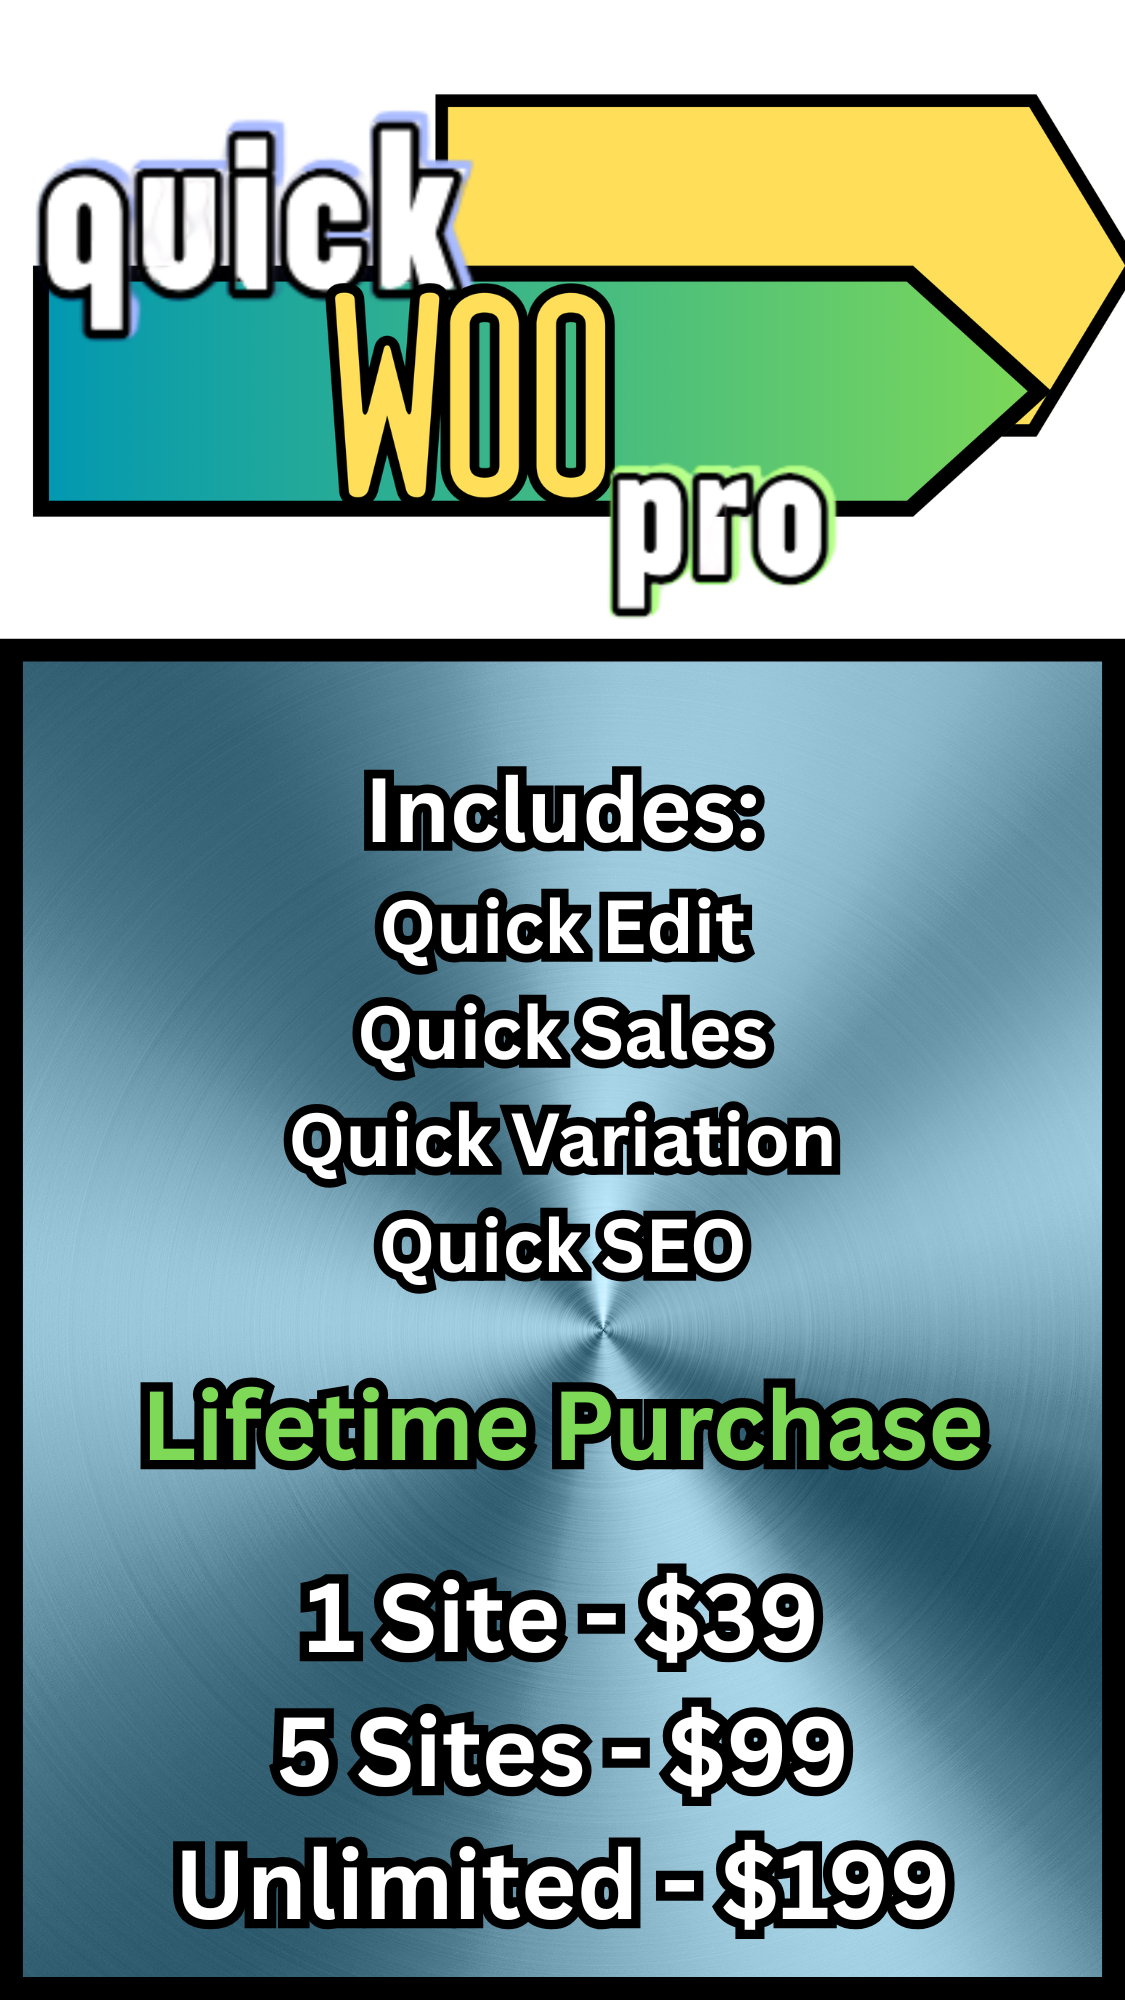 quick
WOO
pro
Includes:
Quick Edit
Quick Sales
Quick Variation
Quick SEO
Lifetime Purchase
1 Site - $39
5 Sites - $99
Unlimited - $199